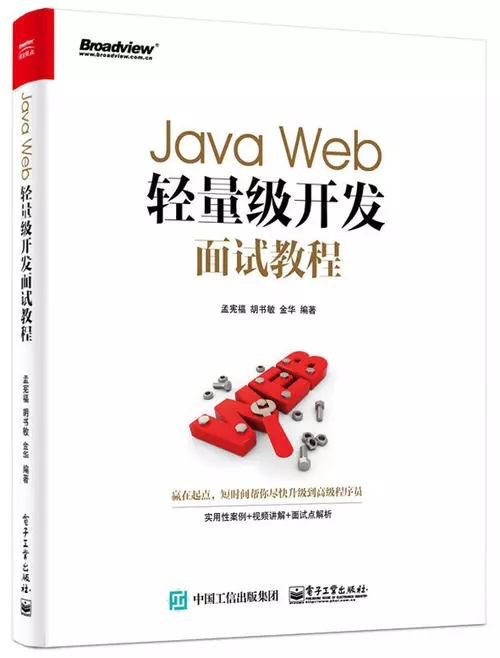 Broadview®
www.broadview.com.cn
Java Web
轻量级开发
面试教程
孟宪福 胡书敏 金华 编著
WEB
赢在起点,短时间帮你尽快升级到高级程序员
实用性案例+视频讲解+面试点解析
中国工信出版集团
电子工业出版社
Java Web 轻量级开发面试教程
孟宪福 胡书敏 金华 编著
电子工业出版社